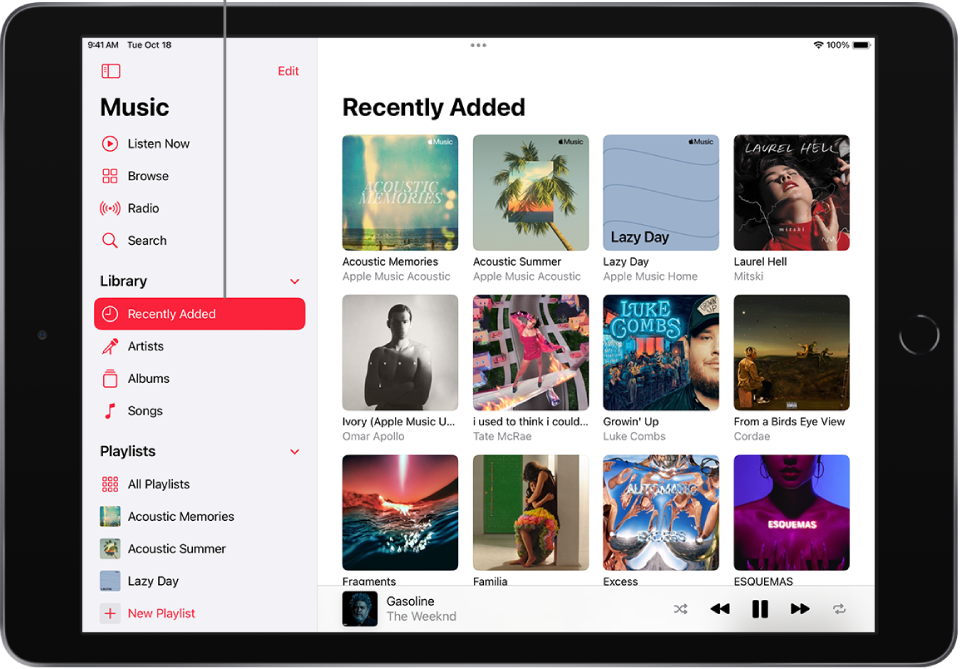 9:41 AM Tue Oct 18
100%
Edit
Music
Listen Now
Browse
Radio
Search
Library
Recently Added
Artists
Albums
Songs
Playlists
All Playlists
Acoustic Memories
Acoustic Summer
Lazy Day
New Playlist
Recently Added
Music
ACOUSTIC
MEMORIES
Music
Music
Lazy Day
LAUREL HELL
mitski
Acoustic Memories
Apple Music Acoustic
Acoustic Summer
Apple Music Acoustic
Lazy Day
Apple Music Home
Laurel Hell
Mitski
LUKE
COMBS
GROWIN'
UP
Ivory (Apple Music U...
Omar Apollo
i used to think i could...
Tate McRae
Growin' Up
Luke Combs
From a Birds Eye View
Cordae
AUTOMATIC
EXCESS
ESQUEMAS
Fragments
Familia
Excess
ESQUEMAS
Gasoline
The Weeknd